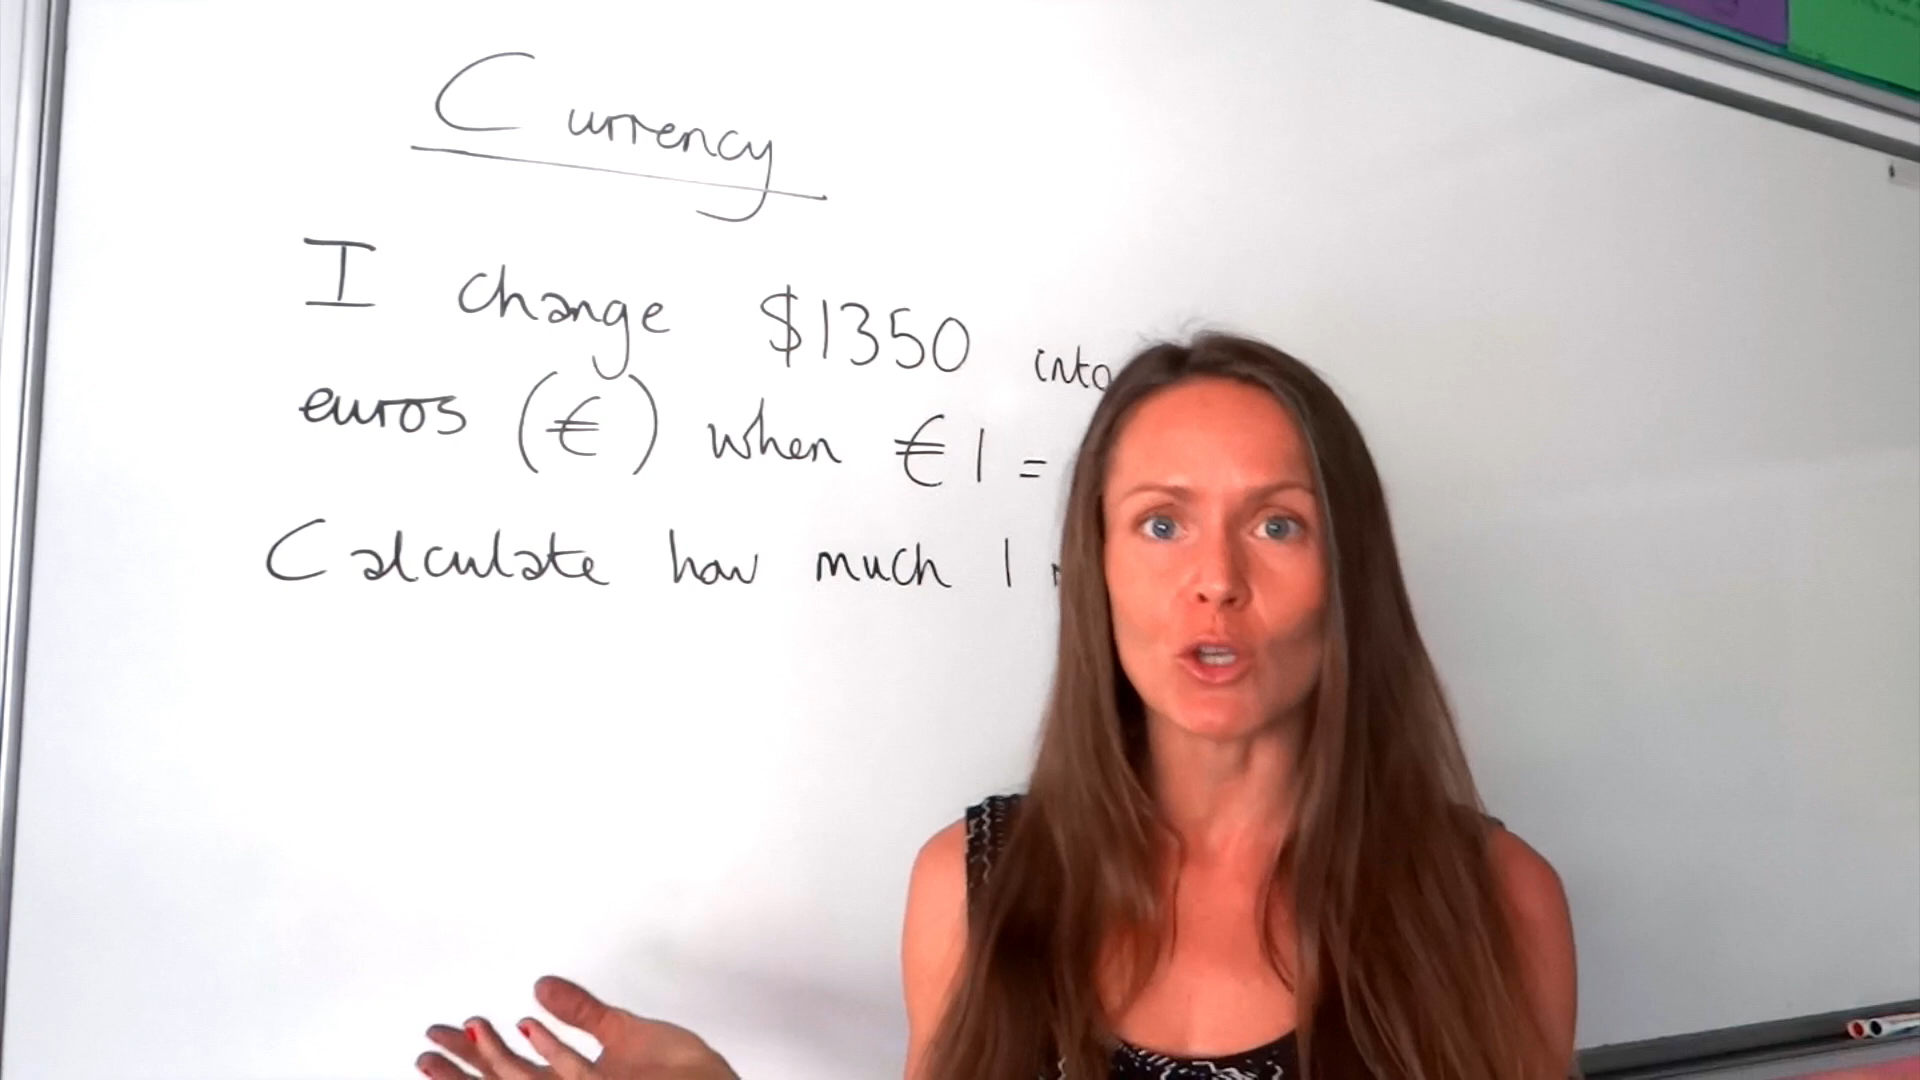 Currency
I change $1350 into
euros (€) when €1 =
Calculate how much I